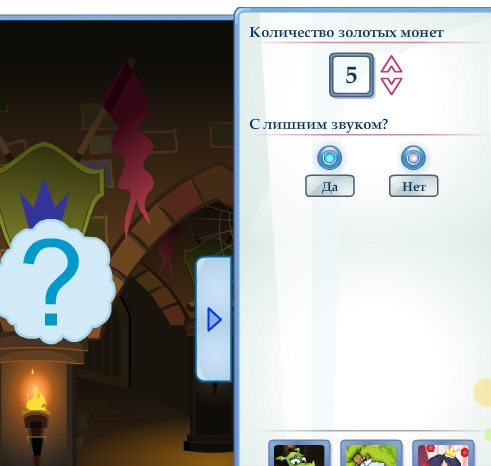 Количество золотых монет
5
С лишним звуком?
Да Нет
?